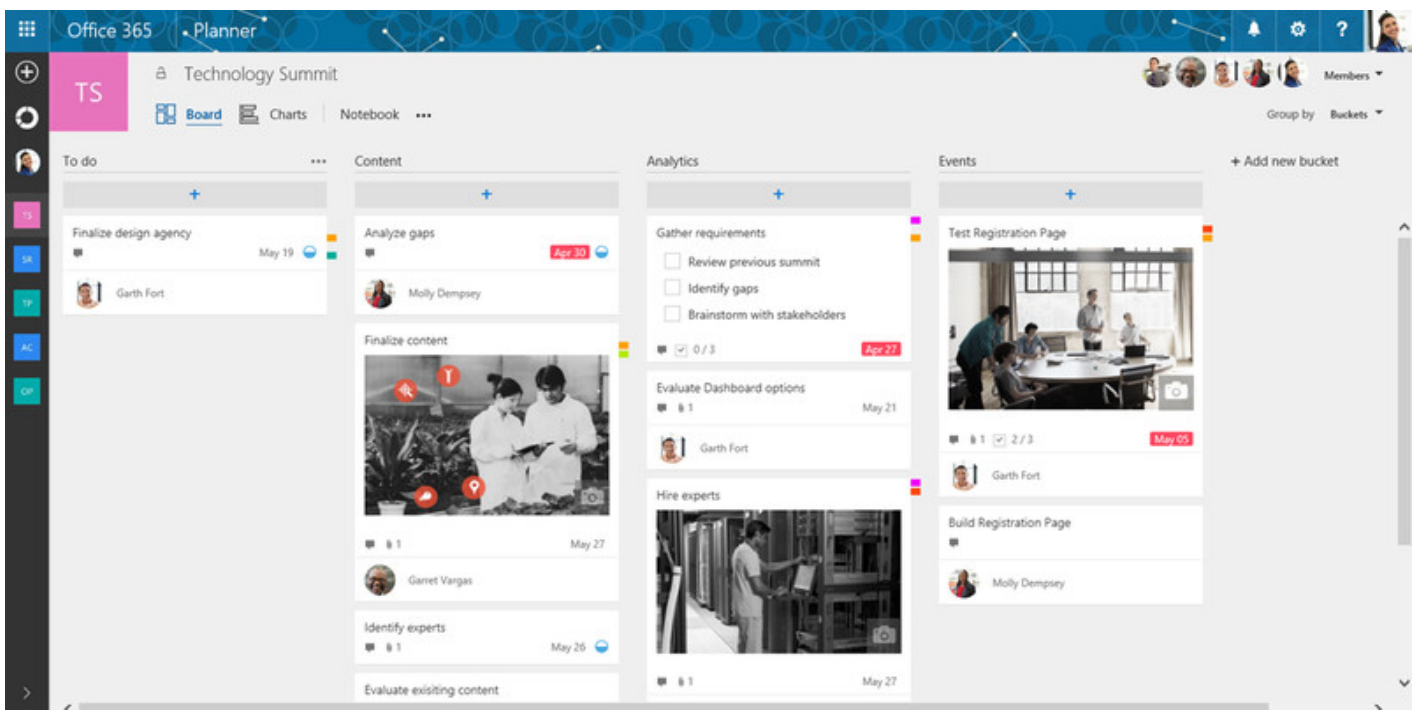 Office 365 Planner
TS
Technology Summit
Members
Board Charts Notebook
Group by Buckets
To do
Content
Analytics
Events
+ Add new bucket
TS
SR
TP
AC
OP
Finalize design agency
May 19
Garth Fort
Analyze gaps
Apr 30
Molly Dempsey
Finalize content
1
May 27
Garret Vargas
Identify experts
1
May 26
Evaluate exisiting content
Gather requirements
Review previous summit
Identify gaps
Brainstorm with stakeholders
0 / 3
Apr 27
Evaluate Dashboard options
1
May 21
Garth Fort
Hire experts
1
May 27
Test Registration Page
1 2 / 3
May 05
Garth Fort
Build Registration Page
Molly Dempsey